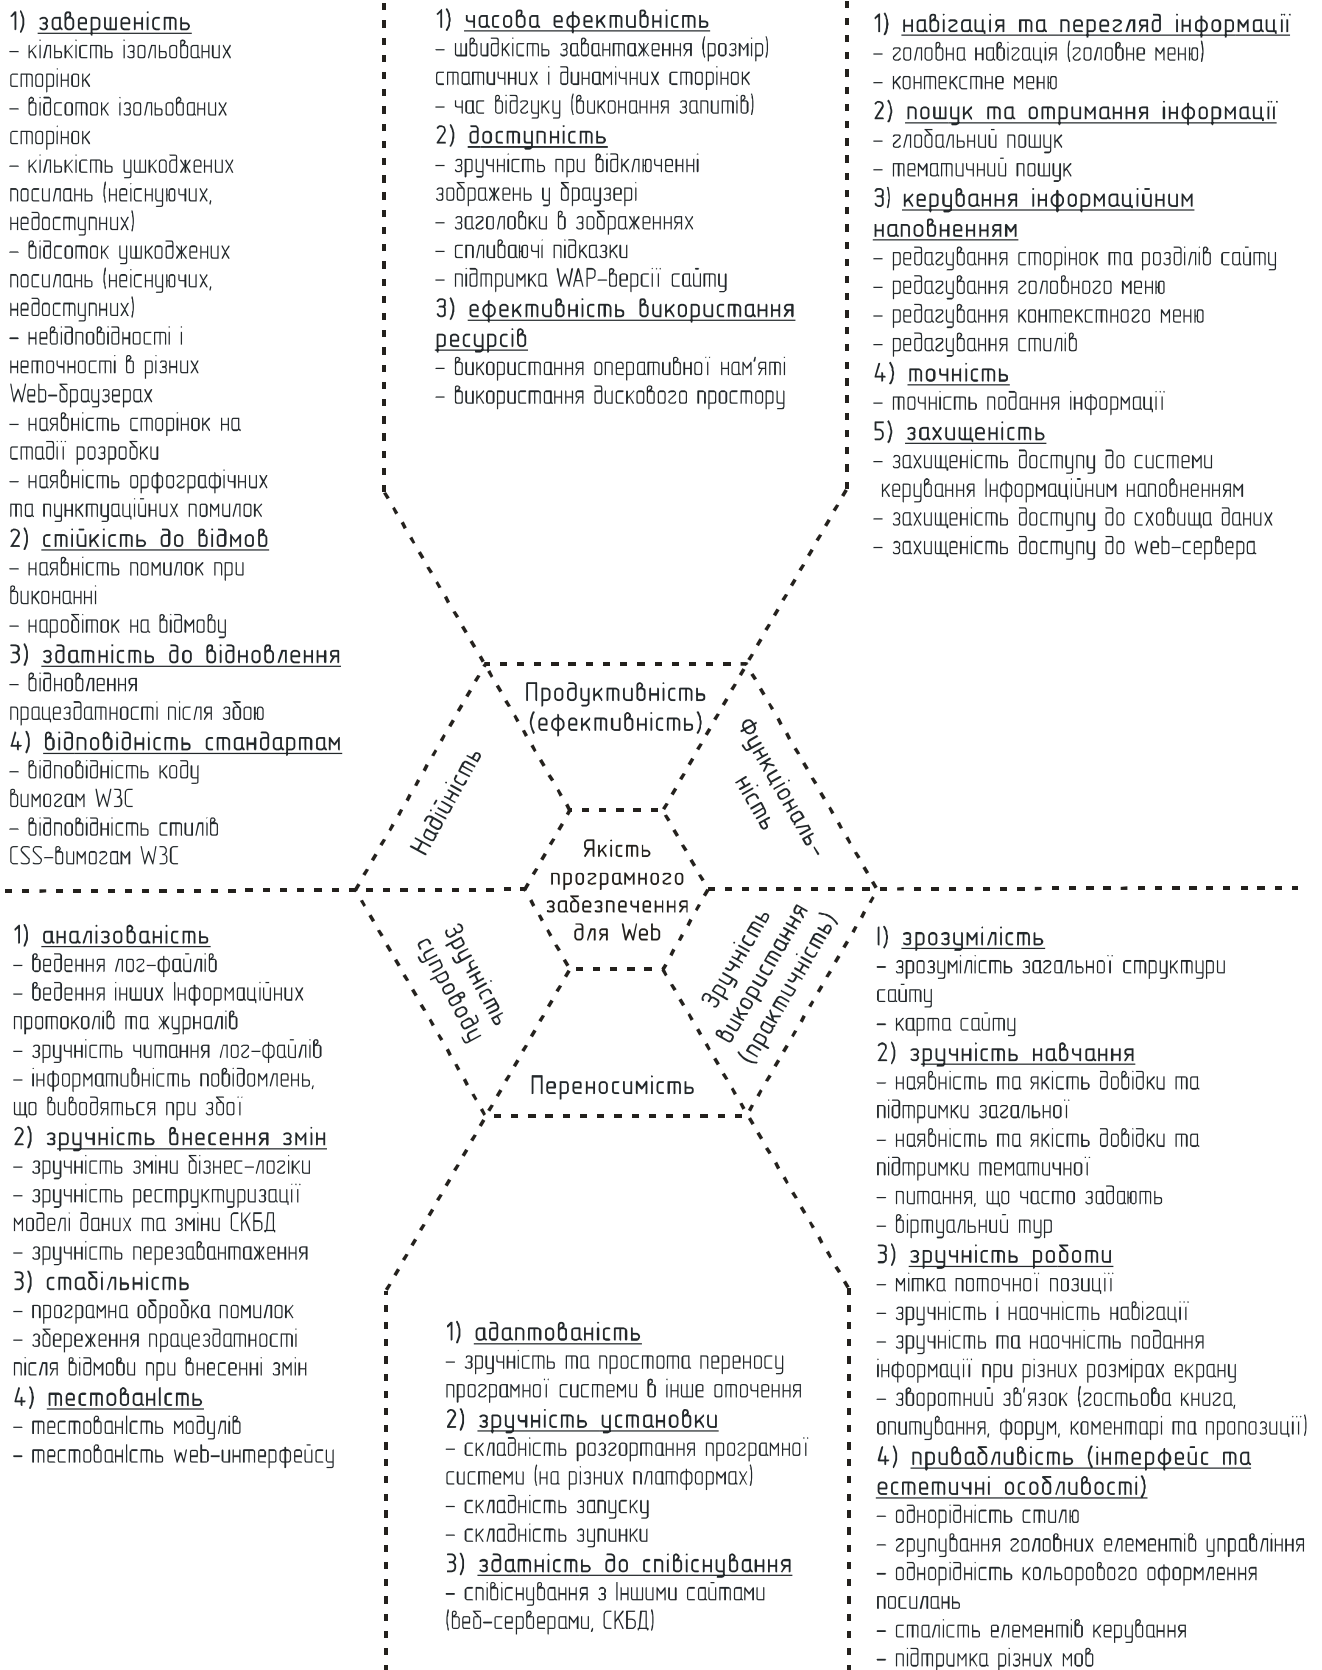 1) завершеність
– кількість ізольованих
сторінок
– відсоток ізольованих
сторінок
– кількість ушкоджених
посилань (неіснуючих,
недоступних)
– відсоток ушкоджених
посилань (неіснуючих,
недоступних)
– невідповідності і
неточності в різних
Web–браузерах
– наявність сторінок на
стадії розробки
– наявність орфографічних
та пунктуаційних помилок
2) стійкість до відмов
– наявність помилок при
виконанні
– наробіток на відмову
3) здатність до відновлення
– відновлення
працездатності після збою
4) відповідність стандартам
– відповідність коду
вимогам W3C
– відповідність стилів
CSS–вимогам W3C
1) часова ефективність
– швидкість завантаження (розмір)
статичних і динамічних сторінок
– час відгуку (виконання запитів)
2) доступність
– зручність при відключенні
зображень у браузері
– заголовки в зображеннях
– спливаючі підказки
– підтримка WAP–версії сайту
3) ефективність використання
ресурсів
– використання оперативної нам'яті
– використання дискового простору
1) навігація та перегляд інформації
– головна навігація (головне меню)
– контекстне меню
2) пошук та отримання інформації
– глобальний пошук
– тематичний пошук
3) керування інформаційним
наповненням
– редагування сторінок та розділів сайту
– редагування головного меню
– редагування контекстного меню
– редагування стилів
4) точність
– точність подання інформації
5) захищеність
– захищеність доступу до системи
керування Інформаційним наповненням
– захищеність доступу до сховища даних
– захищеність доступу до web–сервера
Продуктивність
(ефективність)
Надійність
Функціональ–
ність
Якість
програмного
забезпечення
для Web
Зручність
супроводу
Зручність
використання
(практичність)
Переносимість
1) аналізованість
– ведення лог–файлів
– ведення інших Інформаційних
протоколів та журналів
– зручність читання лог–файлів
– інформативність повідомлень,
що виводяться при збої
2) зручність внесення змін
– зручність зміни бізнес–логіки
– зручність реструктуризації
моделі даних та зміни СКБД
– зручність перезавантаження
3) стабільність
– програмна обробка помилок
– збереження працездатності
після відмови при внесенні змін
4) тестованІсть
– тестованІсть модулів
– тестованІсть web–интерфейсу
1) адаптованість
– зручність та простота переносу
програмної системи в інше оточення
2) зручність установки
– складність розгортання програмної
системи (на різних платформах)
– складність запуску
– складність зупинки
3) здатність до співіснування
– співіснування з Іншими сайтами
(веб–серверами, СКБД)
І) зрозумілість
– зрозумілість загальної структури
сайту
– карта сайту
2) зручність навчання
– наявність та якість довідки та
підтримки загальної
– наявність та якість довідки та
підтримки тематичної
– питання, що часто задають
– віртуальний тур
3) зручність роботи
– мітка поточної позиції
– зручність і наочність навігації
– зручність та наочність подання
інформації при різних розмірах екрану
– зворотний зв'язок (гостьова книга,
опитування, форум, коментарі та пропозиції)
4) привабливість (інтерфейс та
естетичні особливості)
– однорідність стилю
– групування головних елементів управління
– однорідність кольорового оформлення
посилань
– сталість елементів керування
– підтримка різних мов